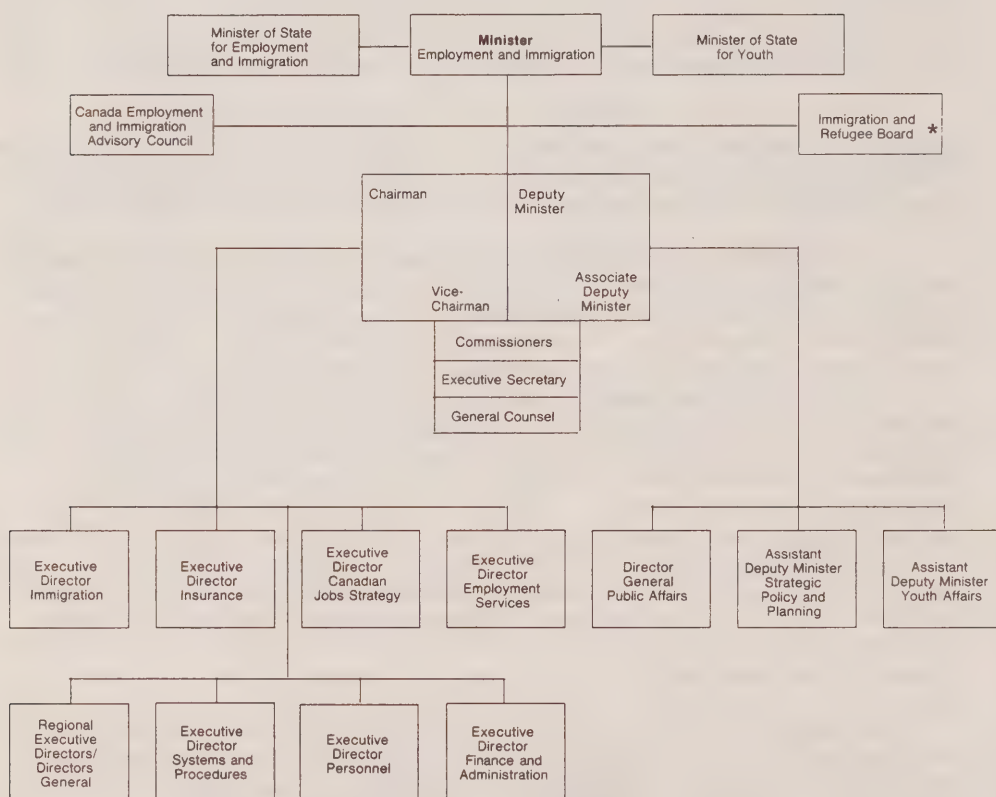 Minister of State
for Employment
and Immigration
Minister
Employment and Immigration
Minister of State
for Youth
Canada Employment
and Immigration
Advisory Council
Immigration and
Refugee Board *
Chairman
Deputy
Minister
Vice-
Chairman
Associate
Deputy
Minister
Commissioners
Executive Secretary
General Counsel
Executive
Director
Immigration
Executive
Director
Insurance
Executive
Director
Canadian
Jobs Strategy
Executive
Director
Employment
Services
Director
General
Public Affairs
Assistant
Deputy Minister
Strategic
Policy and
Planning
Assistant
Deputy Minister
Youth Affairs
Regional
Executive
Directors/
Directors
General
Executive
Director
Systems and
Procedures
Executive
Director
Personnel
Executive
Director
Finance and
Administration